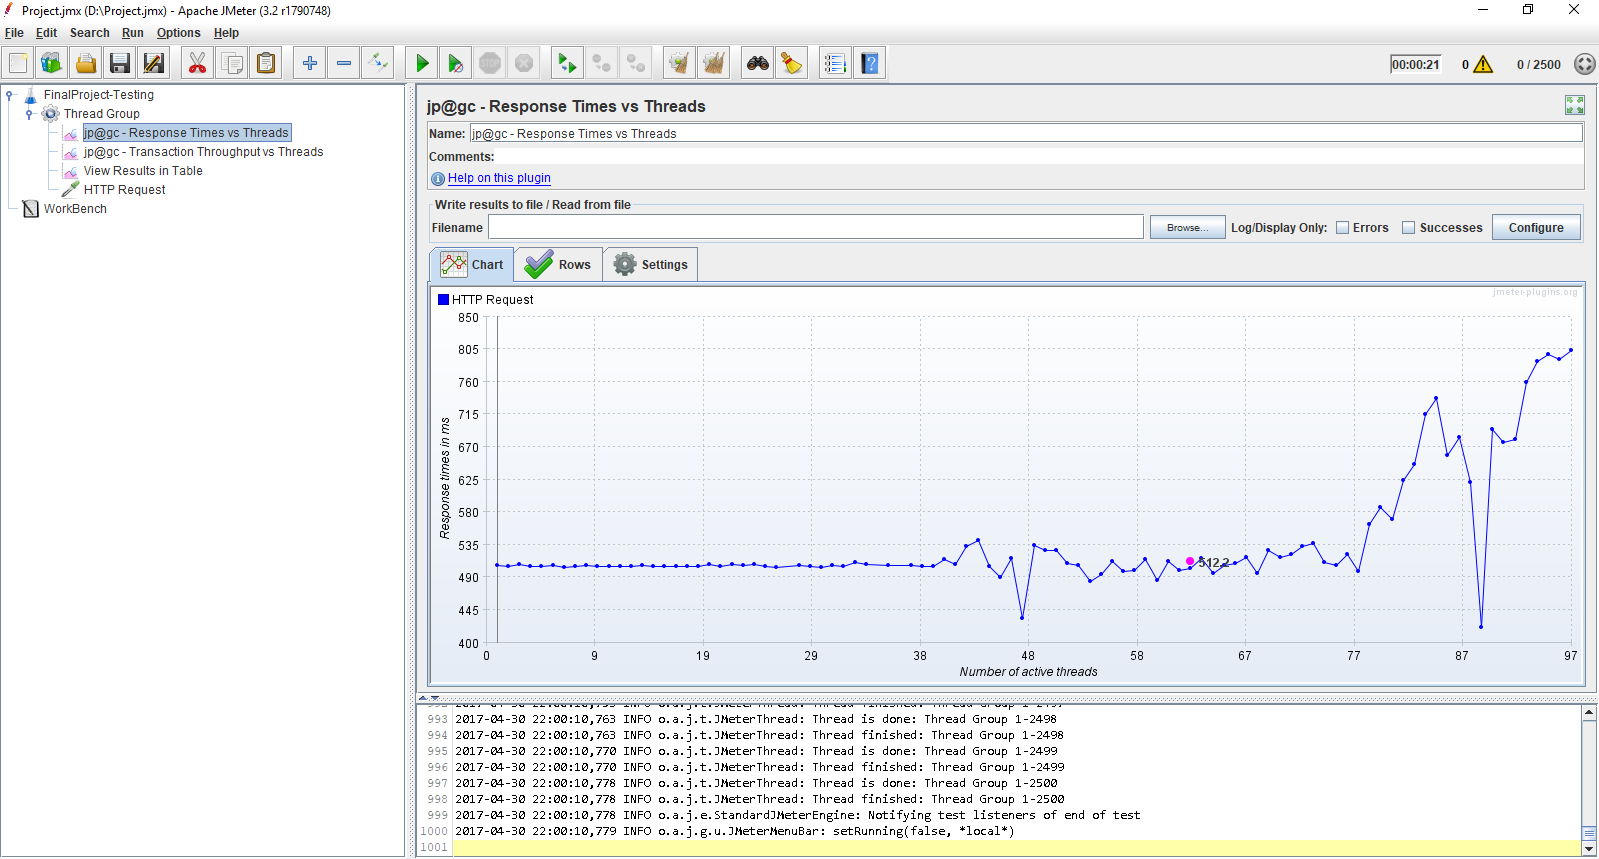 Project.jmx (D:\Project.jmx) - Apache JMeter (3.2 r1790748)
File Edit Search Run Options Help
00:00:21 0 0 / 2500
FinalProject-Testing
Thread Group
jp@gc - Response Times vs Threads
jp@gc - Transaction Throughput vs Threads
View Results in Table
HTTP Request
WorkBench
jp@gc - Response Times vs Threads
Name: jp@gc - Response Times vs Threads
Comments:
Help on this plugin
Write results to file / Read from file
Filename Browse... Log/Display Only: Errors Successes Configure
Chart Rows Settings
HTTP Request
jmeter-plugins.org
850
805
760
715
670
625
580
535
490
445
400
Response times in ms
512.2
0 9 19 29 38 48 58 67 77 87 97
Number of active threads
993 2017-04-30 22:00:10,763 INFO o.a.j.t.JMeterThread: Thread is done: Thread Group 1-2498
994 2017-04-30 22:00:10,763 INFO o.a.j.t.JMeterThread: Thread finished: Thread Group 1-2498
995 2017-04-30 22:00:10,770 INFO o.a.j.t.JMeterThread: Thread is done: Thread Group 1-2499
996 2017-04-30 22:00:10,770 INFO o.a.j.t.JMeterThread: Thread finished: Thread Group 1-2499
997 2017-04-30 22:00:10,778 INFO o.a.j.t.JMeterThread: Thread is done: Thread Group 1-2500
998 2017-04-30 22:00:10,778 INFO o.a.j.t.JMeterThread: Thread finished: Thread Group 1-2500
999 2017-04-30 22:00:10,778 INFO o.a.j.e.StandardJMeterEngine: Notifying test listeners of end of test
1000 2017-04-30 22:00:10,779 INFO o.a.j.g.u.JMeterMenuBar: setRunning(false, *local*)
1001